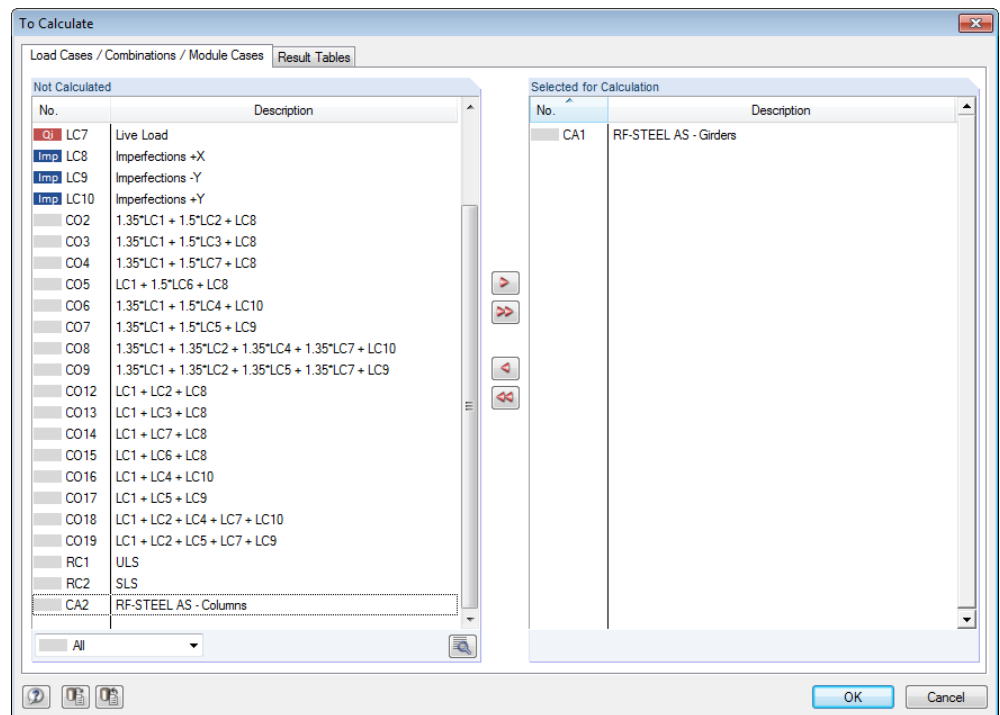 To Calculate
Load Cases / Combinations / Module Cases Result Tables
Not Calculated
No. Description
Qi LC7 Live Load
Imp LC8 Imperfections +X
Imp LC9 Imperfections -Y
Imp LC10 Imperfections +Y
CO2 1.35*LC1 + 1.5*LC2 + LC8
CO3 1.35*LC1 + 1.5*LC3 + LC8
CO4 1.35*LC1 + 1.5*LC7 + LC8
CO5 LC1 + 1.5*LC6 + LC8
CO6 1.35*LC1 + 1.5*LC4 + LC10
CO7 1.35*LC1 + 1.5*LC5 + LC9
CO8 1.35*LC1 + 1.35*LC2 + 1.35*LC4 + 1.35*LC7 + LC10
CO9 1.35*LC1 + 1.35*LC2 + 1.35*LC5 + 1.35*LC7 + LC9
CO12 LC1 + LC2 + LC8
CO13 LC1 + LC3 + LC8
CO14 LC1 + LC7 + LC8
CO15 LC1 + LC6 + LC8
CO16 LC1 + LC4 + LC10
CO17 LC1 + LC5 + LC9
CO18 LC1 + LC2 + LC4 + LC7 + LC10
CO19 LC1 + LC2 + LC5 + LC7 + LC9
RC1 ULS
RC2 SLS
CA2 RF-STEEL AS - Columns
All
Selected for Calculation
No. Description
CA1 RF-STEEL AS - Girders
OK Cancel